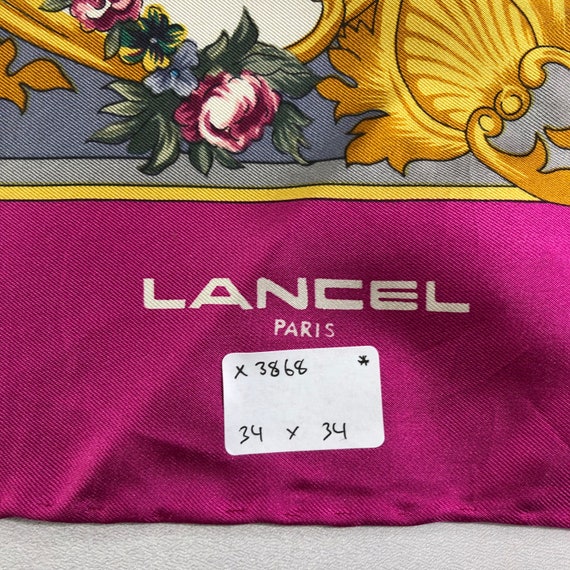 LANCEL
PARIS
x 3868 *
34 x 34